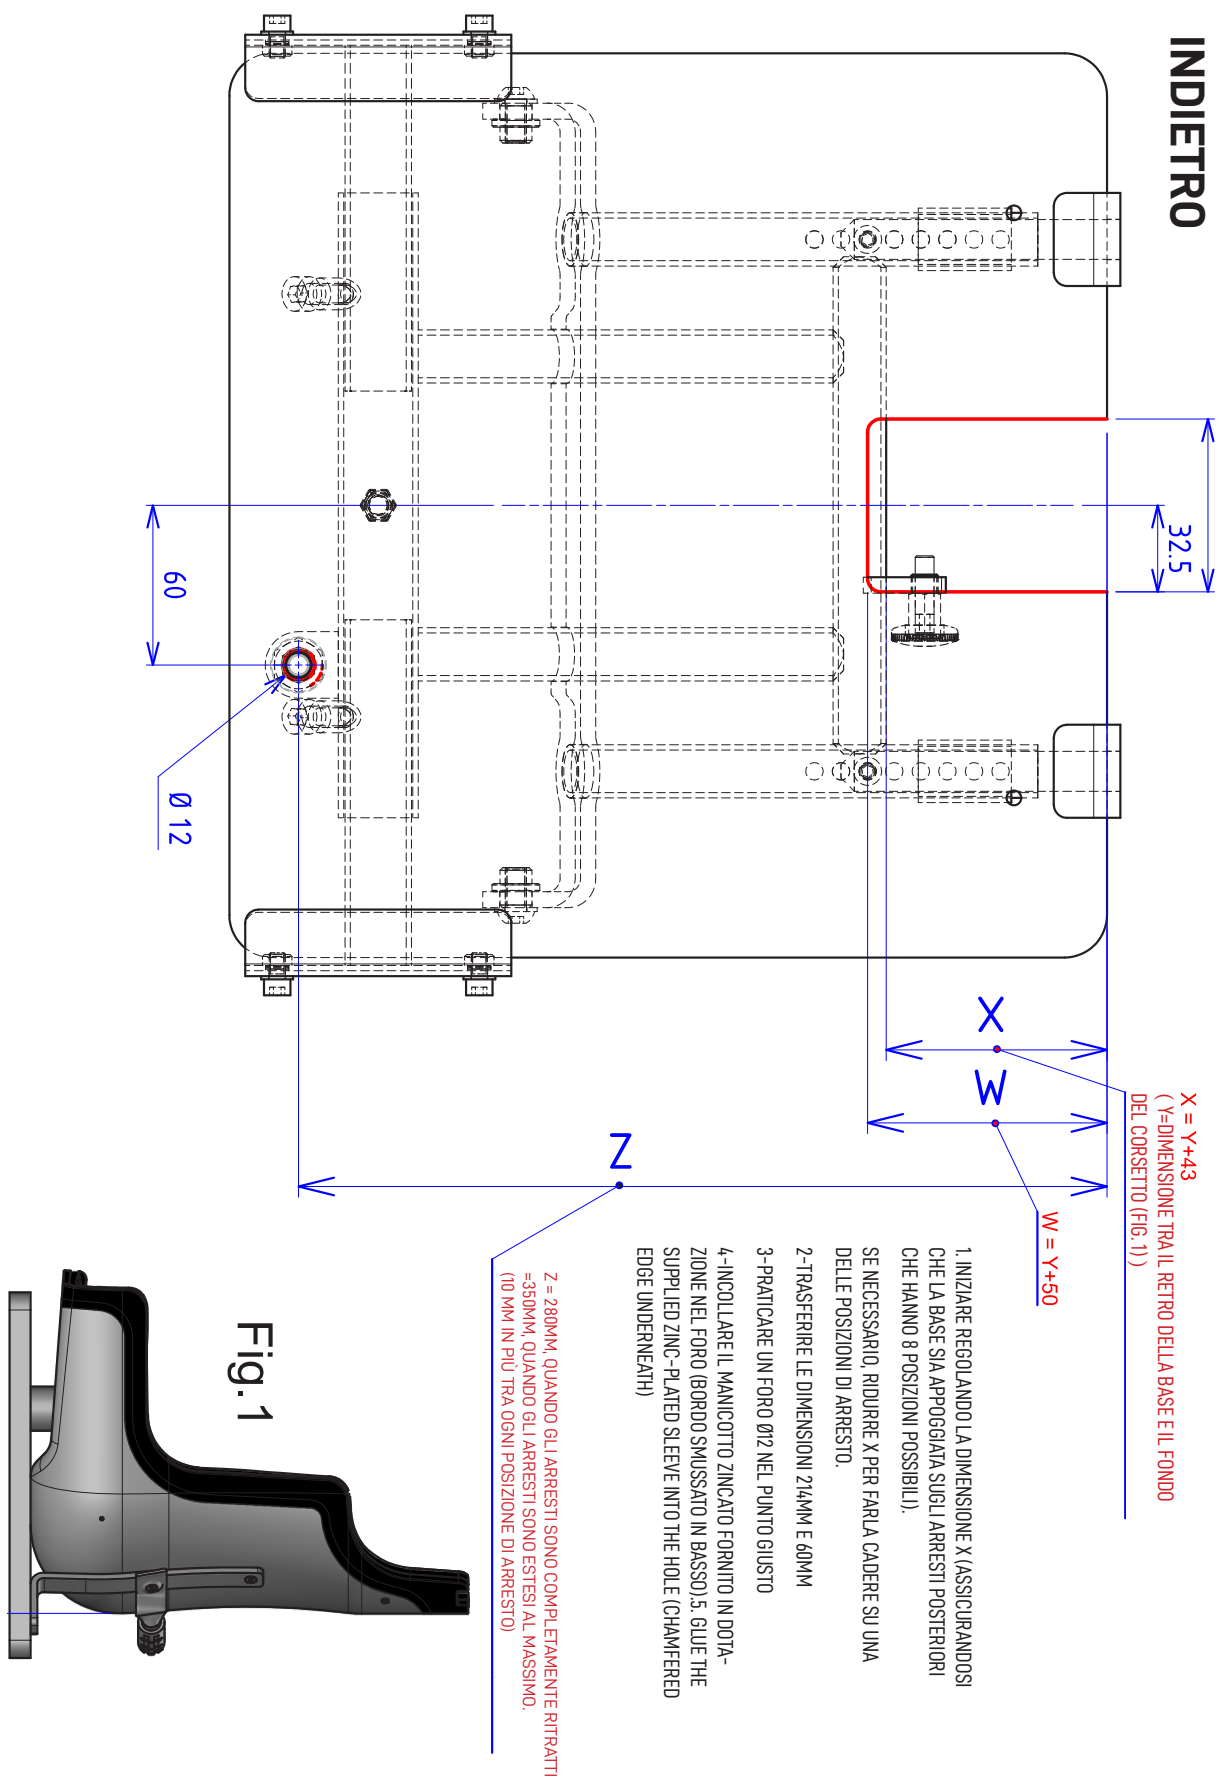 INDIETRO
32.5
60
Ø 12
X
W
Z
X = Y+43
( Y=DIMENSIONE TRA IL RETRO DELLA BASE E IL FONDO
DEL CORSETTO (FIG.1) )
W = Y+50
1. INIZIARE REGOLANDO LA DIMENSIONE X (ASSICURANDOSI
CHE LA BASE SIA APPOGGIATA SUGLI ARRESTI POSTERIORI
CHE HANNO 8 POSIZIONI POSSIBILI).
SE NECESSARIO, RIDURRE X PER FARLA CADERE SU UNA
DELLE POSIZIONI DI ARRESTO.
2-TRASFERIRE LE DIMENSIONI 214MM E 60MM
3-PRATICARE UN FORO Ø12 NEL PUNTO GIUSTO
4-INCOLLARE IL MANICOTTO ZINCATO FORNITO IN DOTA-
ZIONE NEL FORO (BORDO SMUSSATO IN BASSO).5. GLUE THE
SUPPLIED ZINC-PLATED SLEEVE INTO THE HOLE (CHAMFERED
EDGE UNDERNEATH)
Z = 280MM, QUANDO GLI ARRESTI SONO COMPLETAMENTE RITRATTI
=350MM, QUANDO GLI ARRESTI SONO ESTESI AL MASSIMO.
(10 MM IN PIÙ TRA OGNI POSIZIONE DI ARRESTO)
Fig.1